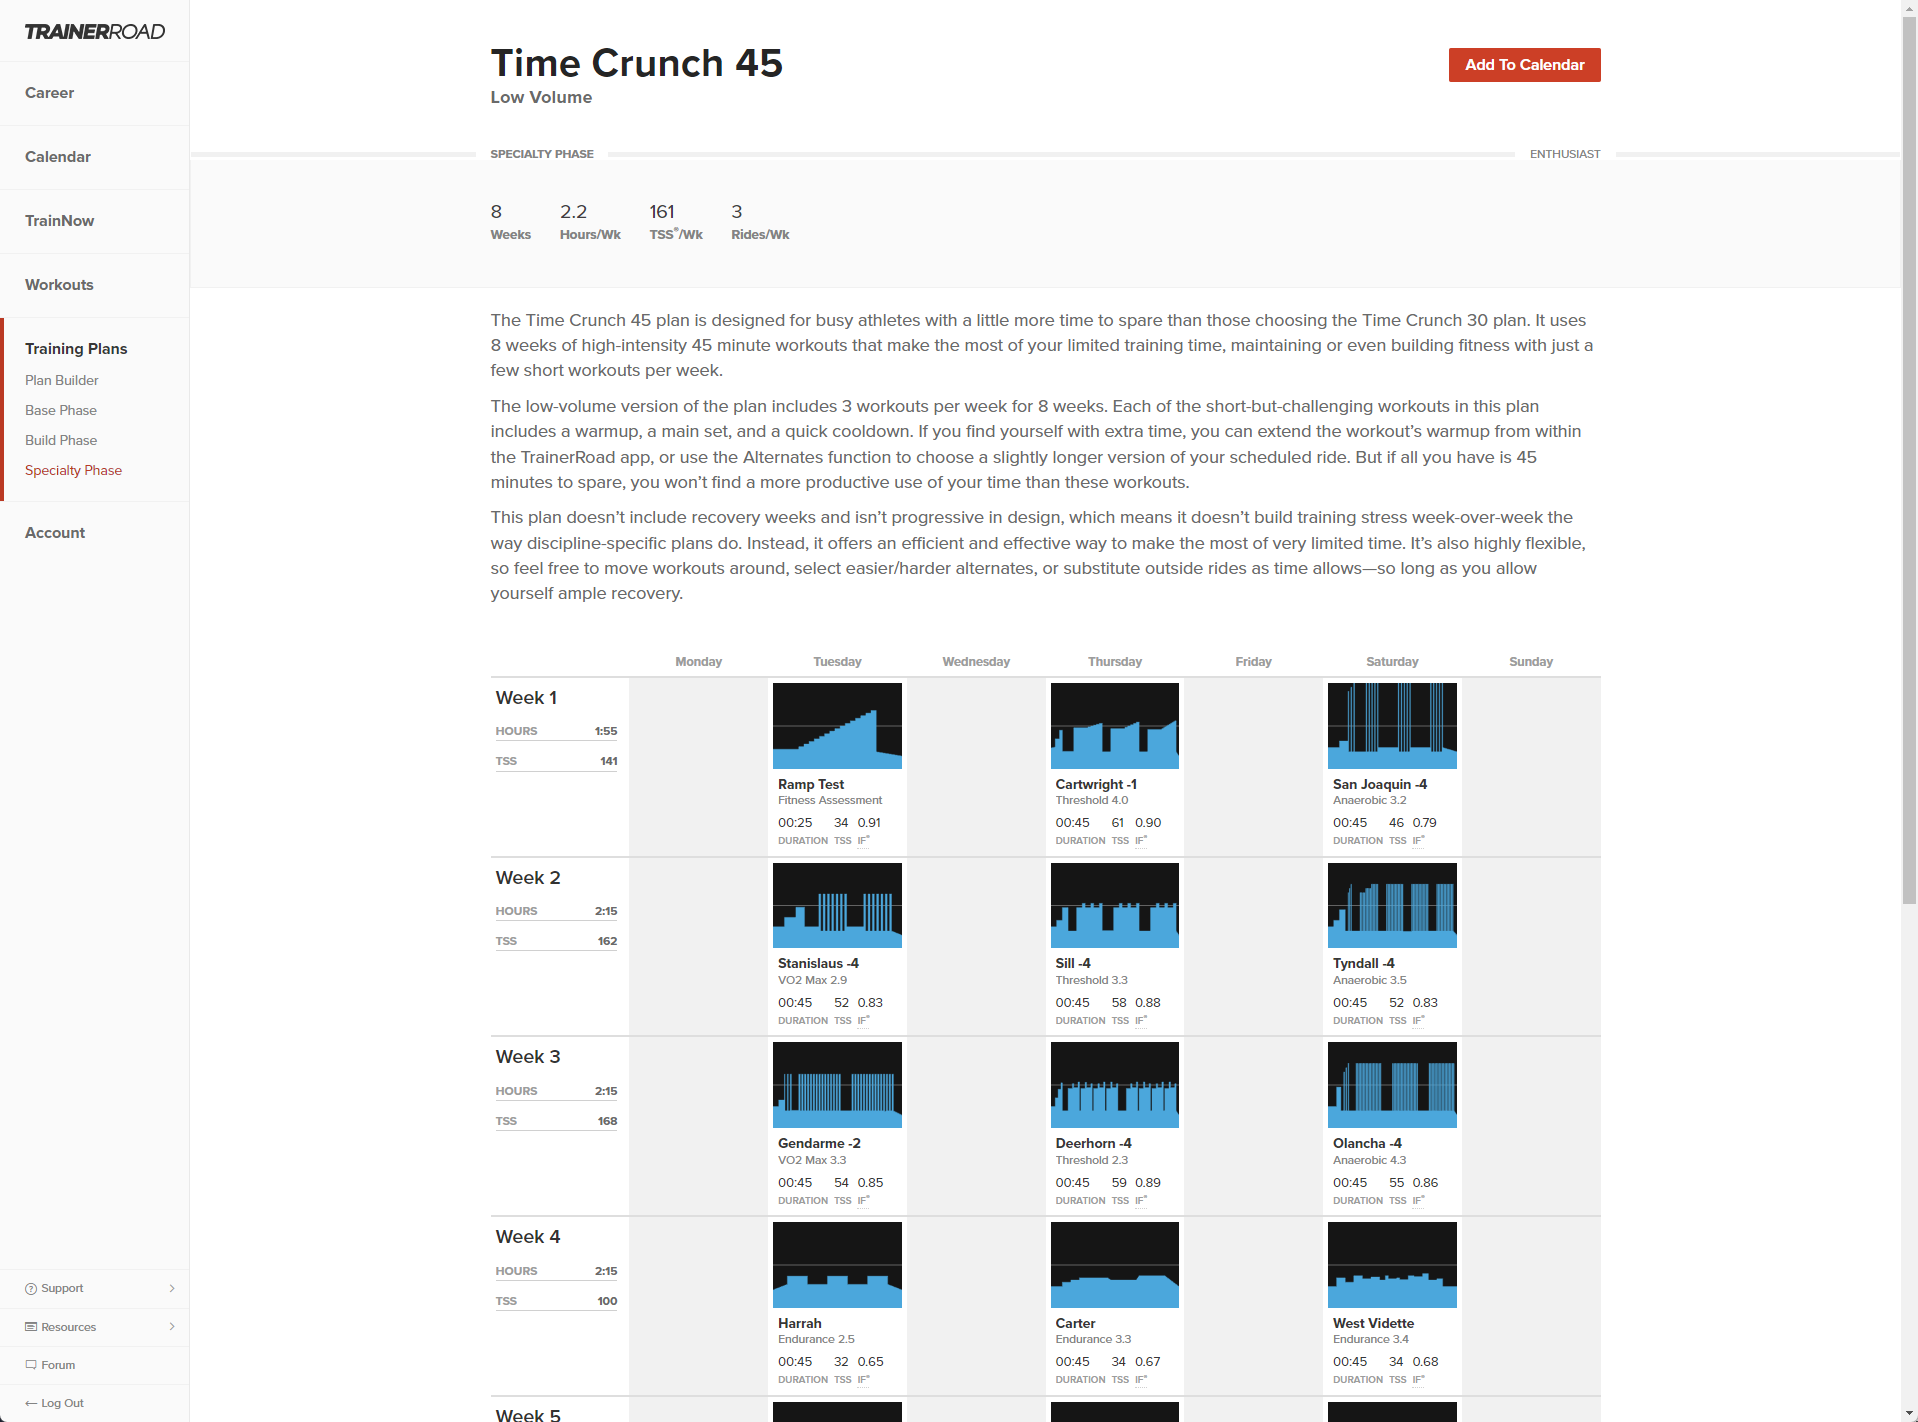 TRAINERROAD
Career
Calendar
TrainNow
Workouts
Training Plans
Plan Builder
Base Phase
Build Phase
Specialty Phase
Account
Support
Resources
Forum
Log Out
Time Crunch 45
Low Volume
Add To Calendar
SPECIALTY PHASE
ENTHUSIAST
8 2.2 161 3
Weeks Hours/Wk TSS®/Wk Rides/Wk
The Time Crunch 45 plan is designed for busy athletes with a little more time to spare than those choosing the Time Crunch 30 plan. It uses
8 weeks of high-intensity 45 minute workouts that make the most of your limited training time, maintaining or even building fitness with just a
few short workouts per week.
The low-volume version of the plan includes 3 workouts per week for 8 weeks. Each of the short-but-challenging workouts in this plan
includes a warmup, a main set, and a quick cooldown. If you find yourself with extra time, you can extend the workout’s warmup from within
the TrainerRoad app, or use the Alternates function to choose a slightly longer version of your scheduled ride. But if all you have is 45
minutes to spare, you won’t find a more productive use of your time than these workouts.
This plan doesn’t include recovery weeks and isn’t progressive in design, which means it doesn’t build training stress week-over-week the
way discipline-specific plans do. Instead, it offers an efficient and effective way to make the most of very limited time. It’s also highly flexible,
so feel free to move workouts around, select easier/harder alternates, or substitute outside rides as time allows—so long as you allow
yourself ample recovery.
Monday Tuesday Wednesday Thursday Friday Saturday Sunday
Week 1
HOURS 1:55
TSS 141
Ramp Test
Fitness Assessment
00:25 34 0.91
DURATION TSS IF®
Cartwright -1
Threshold 4.0
00:45 61 0.90
DURATION TSS IF®
San Joaquin -4
Anaerobic 3.2
00:45 46 0.79
DURATION TSS IF®
Week 2
HOURS 2:15
TSS 162
Stanislaus -4
VO2 Max 2.9
00:45 52 0.83
DURATION TSS IF®
Sill -4
Threshold 3.3
00:45 58 0.88
DURATION TSS IF®
Tyndall -4
Anaerobic 3.5
00:45 52 0.83
DURATION TSS IF®
Week 3
HOURS 2:15
TSS 168
Gendarme -2
VO2 Max 3.3
00:45 54 0.85
DURATION TSS IF®
Deerhorn -4
Threshold 2.3
00:45 59 0.89
DURATION TSS IF®
Olancha -4
Anaerobic 4.3
00:45 55 0.86
DURATION TSS IF®
Week 4
HOURS 2:15
TSS 100
Harrah
Endurance 2.5
00:45 32 0.65
DURATION TSS IF®
Carter
Endurance 3.3
00:45 34 0.67
DURATION TSS IF®
West Vidette
Endurance 3.4
00:45 34 0.68
DURATION TSS IF®
Week 5